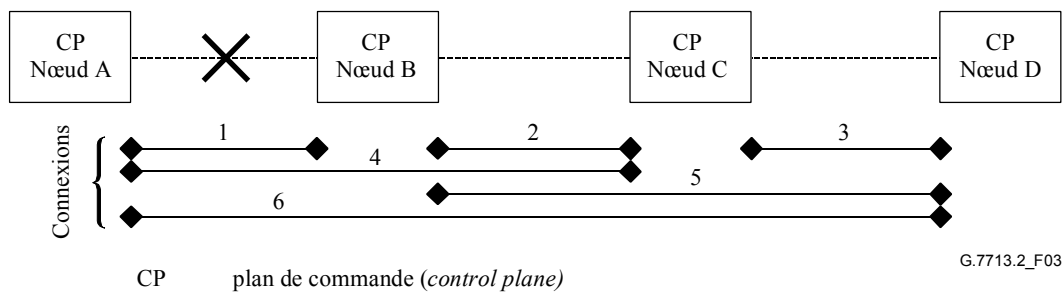 CP
Nœud A
CP
Nœud B
CP
Nœud C
CP
Nœud D
Connexions
1
2
3
4
5
6
G.7713.2_F03
CP plan de commande (control plane)